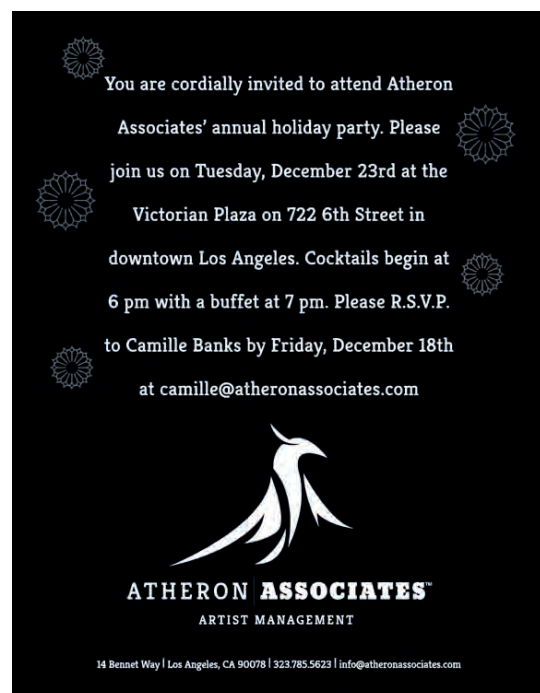 You are cordially invited to attend Atheron
Associates' annual holiday party. Please
join us on Tuesday, December 23rd at the
Victorian Plaza on 722 6th Street in
downtown Los Angeles. Cocktails begin at
6 pm with a buffet at 7 pm. Please R.S.V.P.
to Camille Banks by Friday, December 18th
at camille@atheronassociates.com
ATHERON | ASSOCIATES™
ARTIST MANAGEMENT
14 Bennet Way | Los Angeles, CA 90078 | 323.785.5623 | info@atheronassociates.com